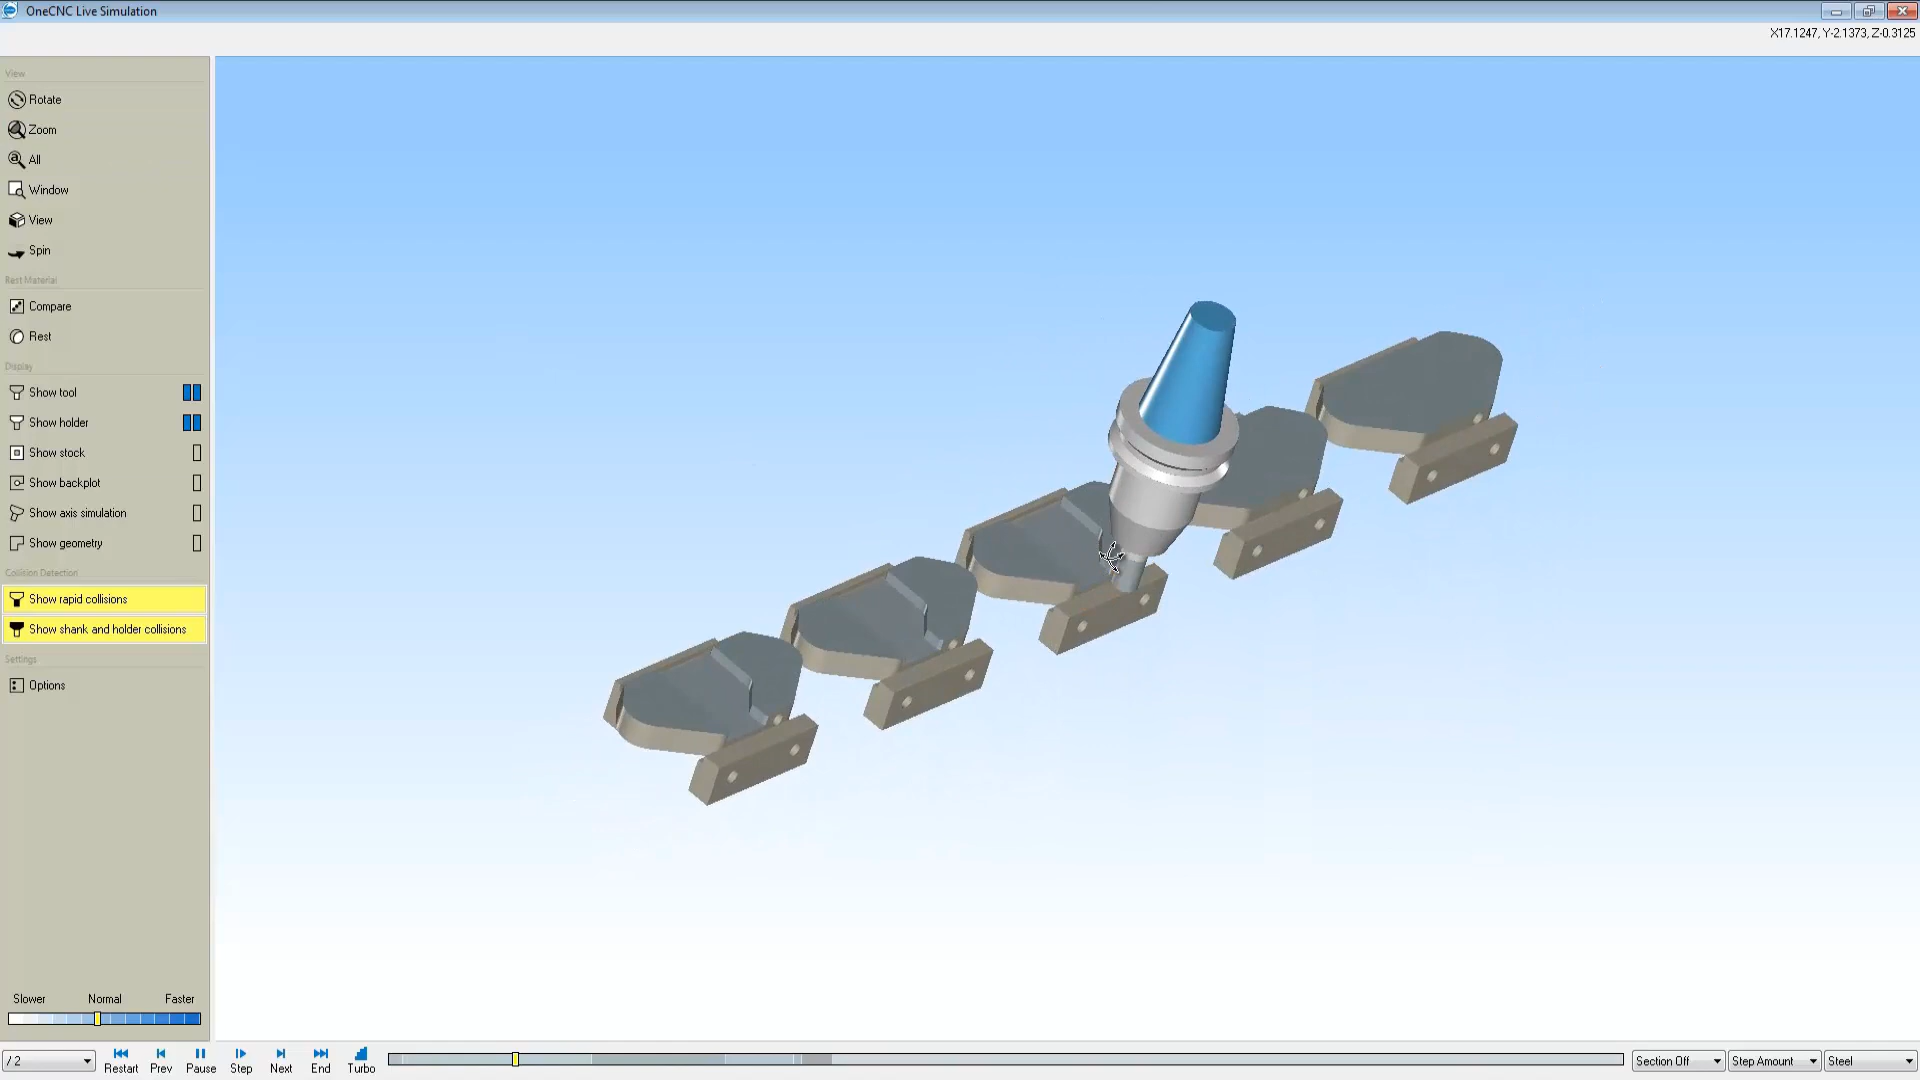 OneCNC Live Simulation
X17.1247, Y-2.1373, Z-0.3125
View
Rotate
Zoom
All
Window
View
Spin
Rest Material
Compare
Rest
Display
Show tool
Show holder
Show stock
Show backplot
Show axis simulation
Show geometry
Collision Detection
Show rapid collisions
Show shank and holder collisions
Settings
Options
Slower Normal Faster
/ 2 Restart Prev Pause Step Next End Turbo Section Off Step Amount Steel